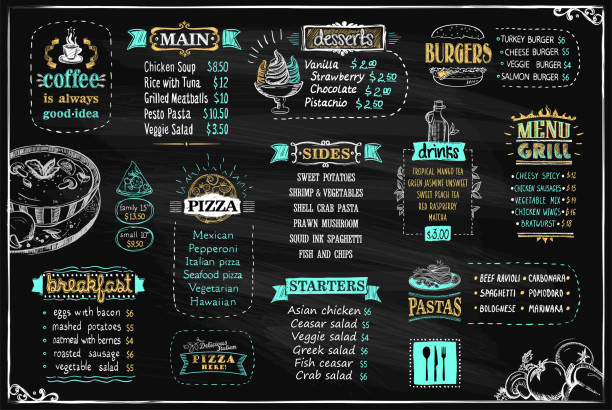 coffee
is always
good-idea
MAIN
Chicken Soup $8.50
Rice with Tuna $12
Grilled Meatballs $10
Pesto Pasta $10.50
Veggie Salad $3.50
desserts
Vanilla $2.00
Strawberry $2.50
Chocolate $2.00
Pistachio $2.50
BURGERS
• TURKEY BURGER $6
• CHEESE BURGER $5
• VEGGIE BURGER $4
• SALMON BURGER $6
family 15"
$13.50
small 10"
$9.50
PIZZA
Mexican
Pepperoni
Italian pizza
Seafood pizza
Vegetarian
Hawaiian
SIDES
SWEET POTATOES
SHRIMP & VEGETABLES
SHELL CRAB PASTA
PRAWN MUSHROOM
SQUID INK SPAGHETTI
FISH AND CHIPS
drinks
TROPICAL MANGO TEA
GREEN JASMINE UNSWEET
SWEET PEACH TEA
RED RASPBERRY
MATCHA
$3.00
MENU
GRILL
• CHEESY SPICY • $12
• CHICKEN SAUSAGES • $15
• VEGETABLE MIX • $19
• CHICKEN WINGS • $16
• BRATWURST • $18
breakfast
• eggs with bacon $6
• mashed potatoes $5
• oatmeal with berries $4
• roasted sausage $6
• vegetable salad $5
Delicious
Italian
PIZZA
HERE!
STARTERS
Asian chicken $6
Ceasar salad $5
Veggie salad $4
Greek salad $6
Fish ceasar $5
Crab salad $6
PASTAS
• BEEF RAVIOLI • CARBONARA
• SPAGHETTI • POMODORO
• BOLOGNESE • MARINARA